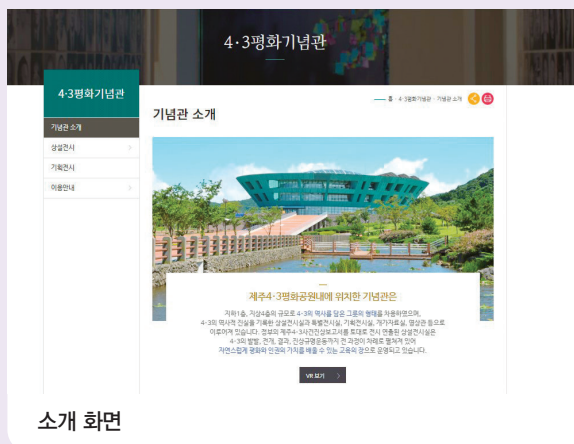 4·3평화기념관
4·3평화기념관
홈 · 4·3평화기념관 · 기념관 소개
기념관 소개
기념관 소개
상설전시
기획전시
이용안내
제주4·3평화공원내에 위치한 기념관은
지하1층, 지상4층의 규모로 4·3의 역사를 담은 그릇의 형태를 차용하였으며,
4·3의 역사적 진실을 기록한 상설전시실과 특별전시실, 기획전시실, 개가자료실, 영상관 등으로
이루어져 있습니다. 정부의 제주4·3사건진상보고서를 토대로 전시 연출된 상설전시실은
4·3의 발발, 전개, 결과, 진상규명운동까지 전 과정이 차례로 펼쳐져 있어
자연스럽게 평화와 인권의 가치를 배울 수 있는 교육의 장으로 운영되고 있습니다.
VR 보기
소개 화면